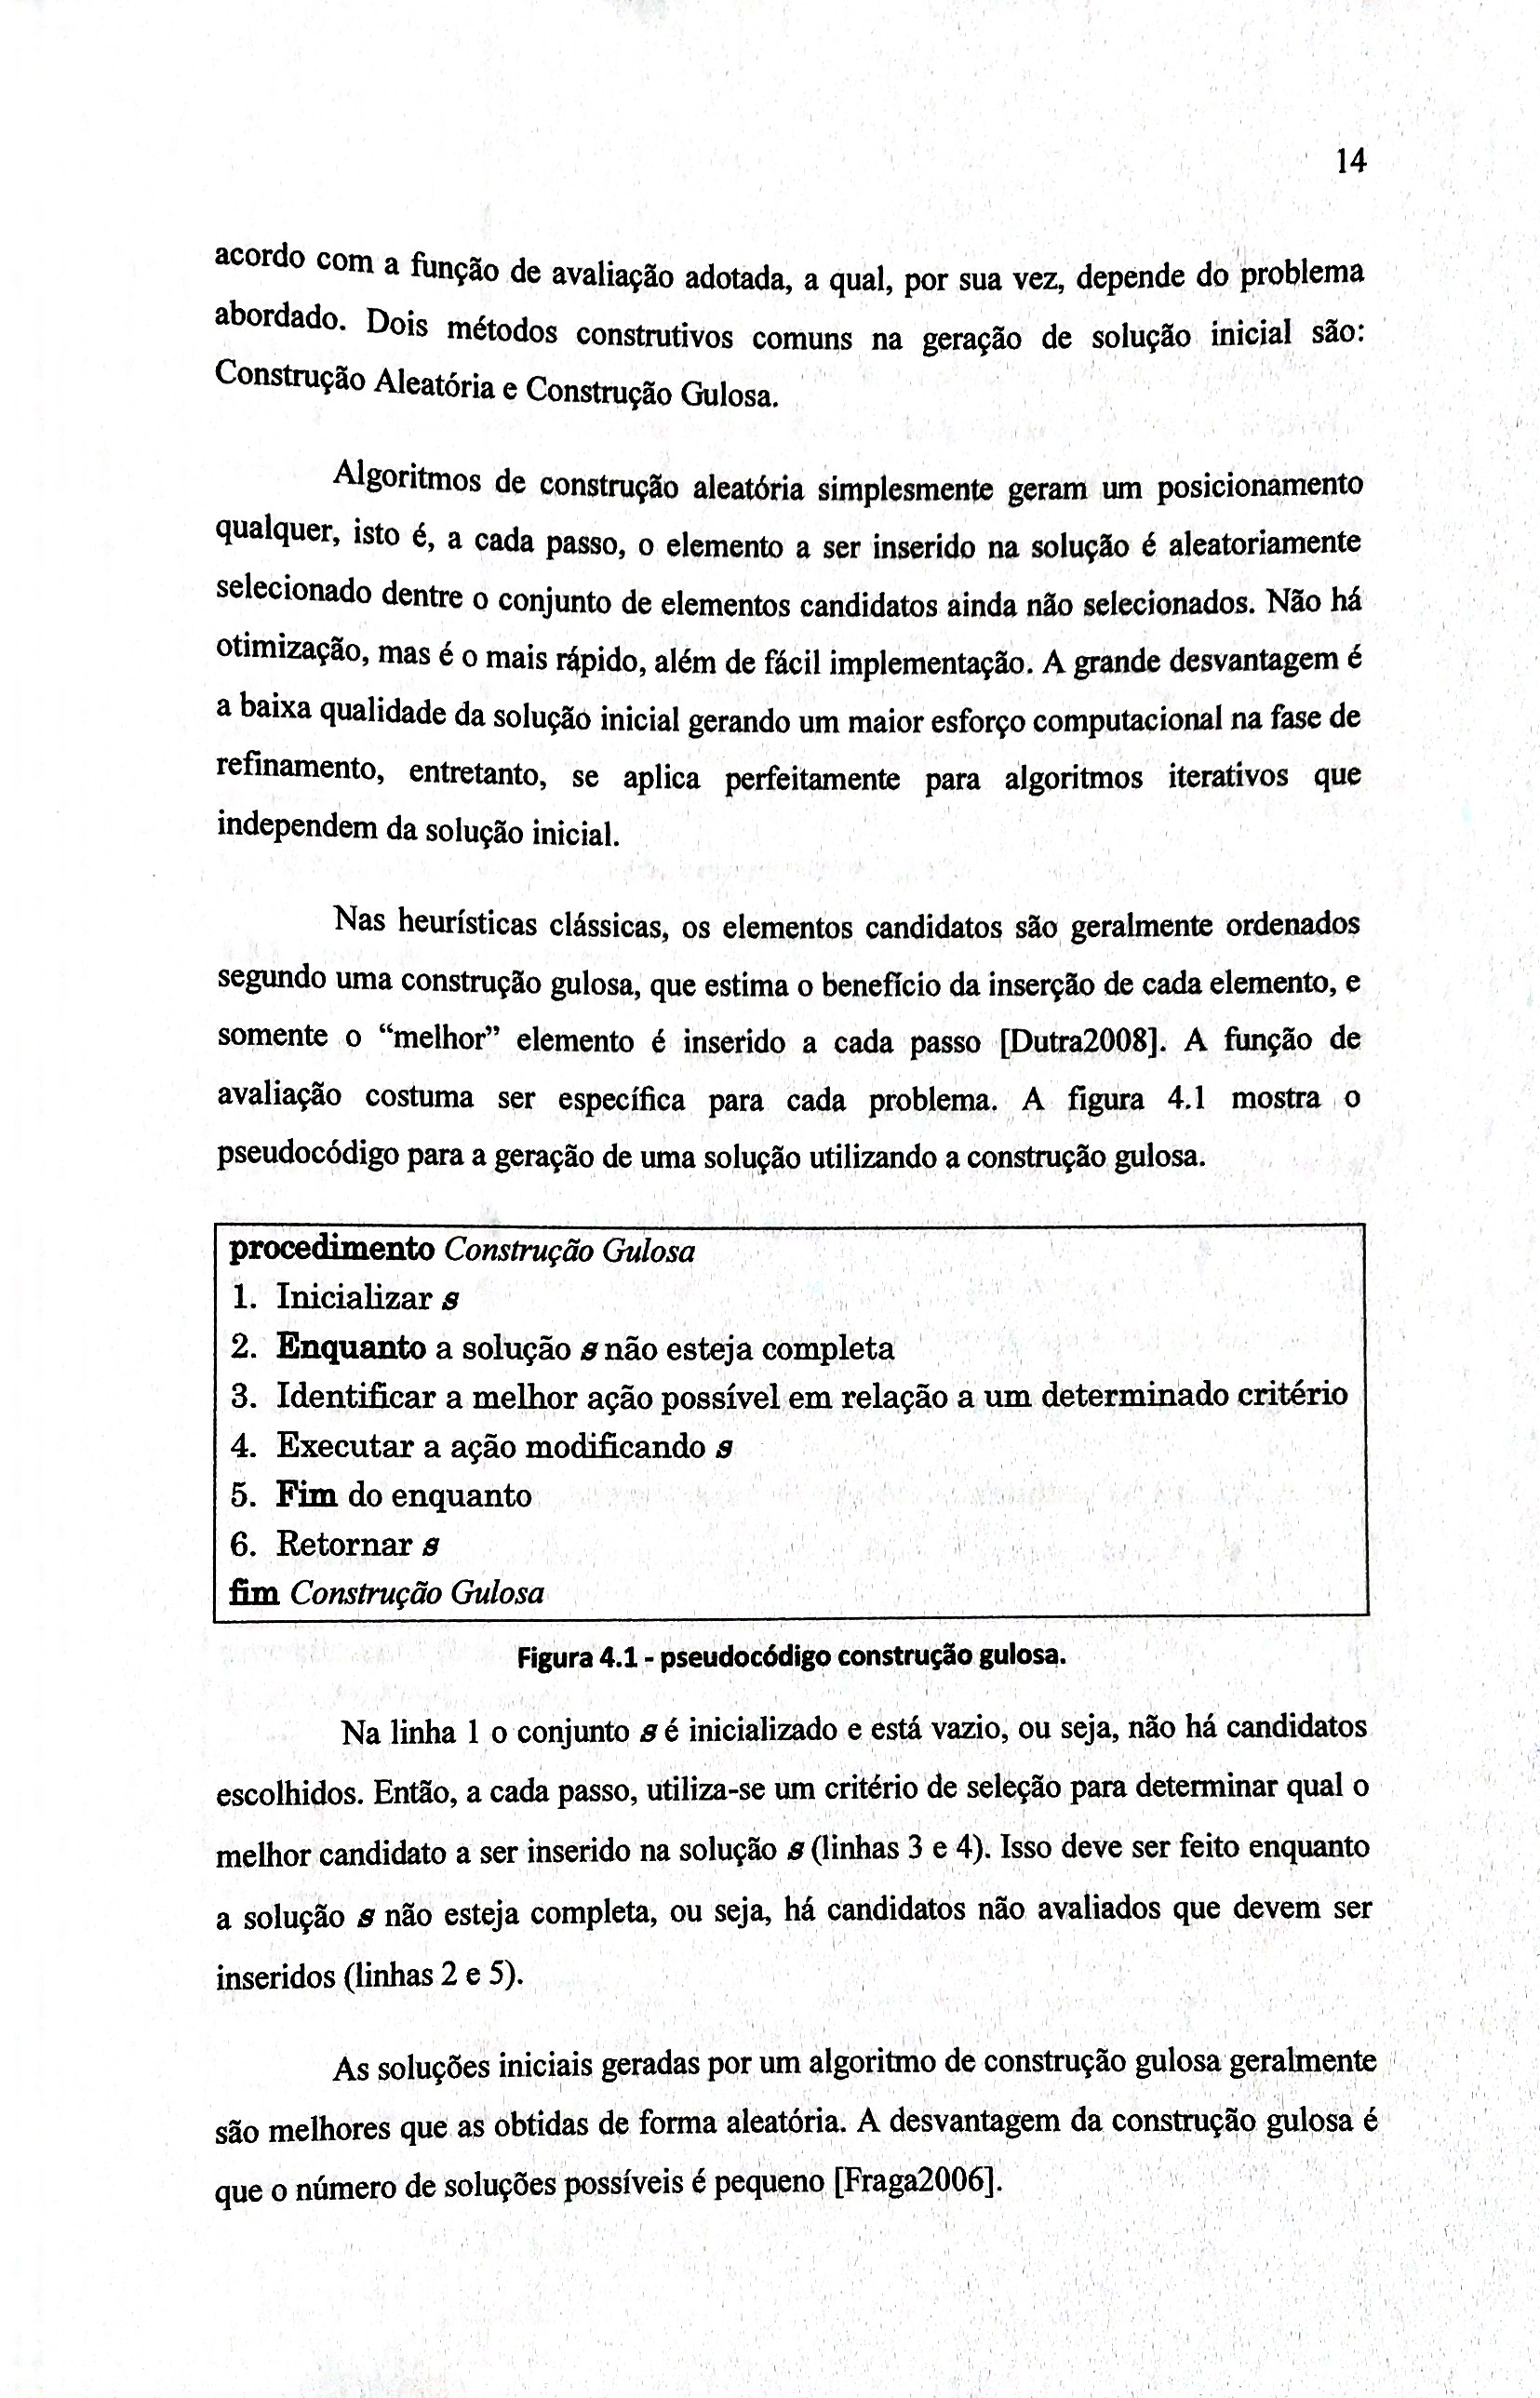 14
acordo com a função de avaliação adotada, a qual, por sua vez, depende do problema
abordado. Dois métodos construtivos comuns na geração de solução inicial são:
Construção Aleatória e Construção Gulosa.
Algoritmos de construção aleatória simplesmente geram um posicionamento
qualquer, isto é, a cada passo, o elemento a ser inserido na solução é aleatoriamente
selecionado dentre o conjunto de elementos candidatos ainda não selecionados. Não há
otimização, mas é o mais rápido, além de fácil implementação. A grande desvantagem é
a baixa qualidade da solução inicial gerando um maior esforço computacional na fase de
refinamento, entretanto, se aplica perfeitamente para algoritmos iterativos que
independem da solução inicial.
Nas heurísticas clássicas, os elementos candidatos são geralmente ordenados
segundo uma construção gulosa, que estima o benefício da inserção de cada elemento, e
somente o “melhor” elemento é inserido a cada passo [Dutra2008]. A função de
avaliação costuma ser específica para cada problema. A figura 4.1 mostra o
pseudocódigo para a geração de uma solução utilizando a construção gulosa.
procedimento Construção Gulosa
1. Inicializar s
2. Enquanto a solução s não esteja completa
3. Identificar a melhor ação possível em relação a um determinado critério
4. Executar a ação modificando s
5. Fim do enquanto
6. Retornar s
fim Construção Gulosa
Figura 4.1 - pseudocódigo construção gulosa.
Na linha 1 o conjunto s é inicializado e está vazio, ou seja, não há candidatos
escolhidos. Então, a cada passo, utiliza-se um critério de seleção para determinar qual o
melhor candidato a ser inserido na solução s (linhas 3 e 4). Isso deve ser feito enquanto
a solução s não esteja completa, ou seja, há candidatos não avaliados que devem ser
inseridos (linhas 2 e 5).
As soluções iniciais geradas por um algoritmo de construção gulosa geralmente
são melhores que as obtidas de forma aleatória. A desvantagem da construção gulosa é
que o número de soluções possíveis é pequeno [Fraga2006].